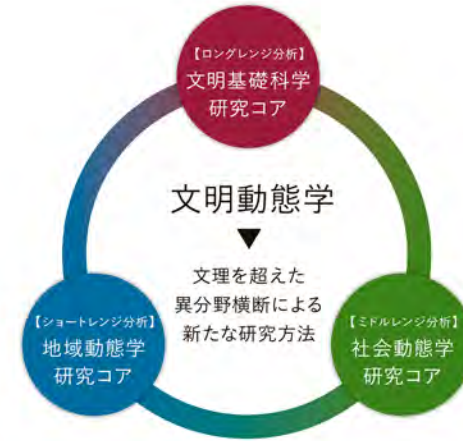 【ロングレンジ分析】
文明基礎科学
研究コア
文明動態学
▼
文理を超えた
異分野横断による
新たな研究方法
【ショートレンジ分析】
地域動態学
研究コア
【ミドルレンジ分析】
社会動態学
研究コア